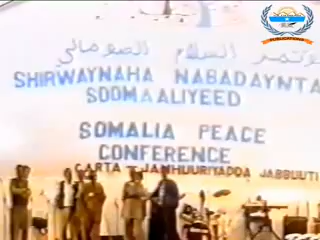 مؤتمر السلام الصومالي
SHIRWAYNAHA NABADAYNTA
SOOMAALIYEED
SOMALIA PEACE
CONFERENCE
CARTA - JAMHUURIYADDA JABBUUTI